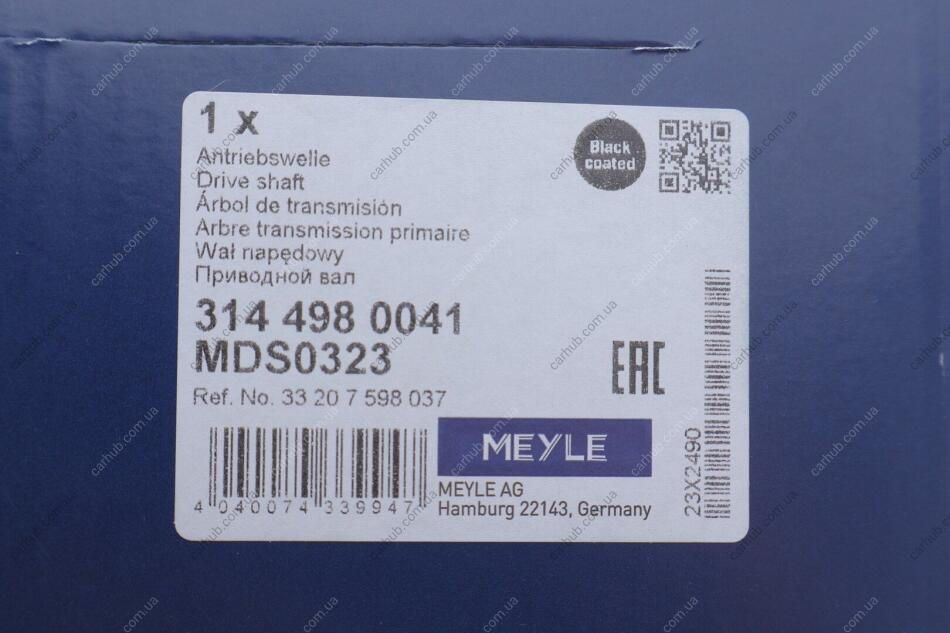 1 x
Black
coated
Antriebswelle
Drive shaft
Árbol de transmisión
Arbre transmission primaire
Wał napędowy
Приводной вал
314 498 0041
MDS0323
Ref. No. 33 20 7 598 037
EAC
MEYLE
MEYLE AG
Hamburg 22143, Germany
4 040074 339947
23X2490
carhub.com.ua